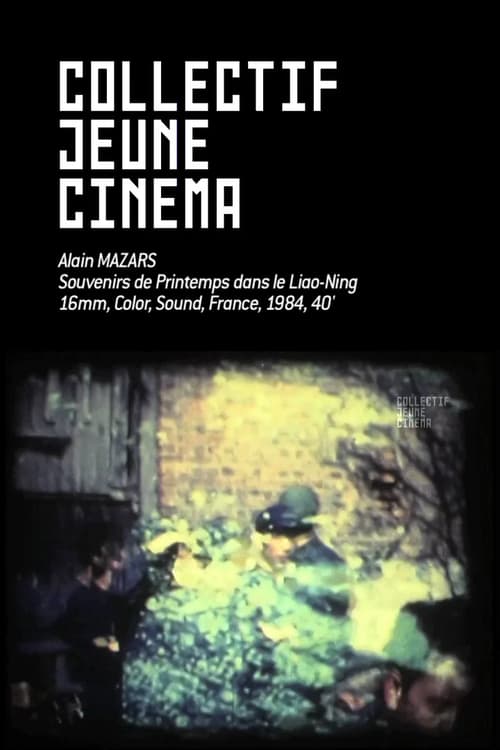 COLLECTIF
JEUNE
CINEMA
Alain MAZARS
Souvenirs de Printemps dans le Liao-Ning
16mm, Color, Sound, France, 1984, 40'
COLLECTIF
JEUNE
CINEMA